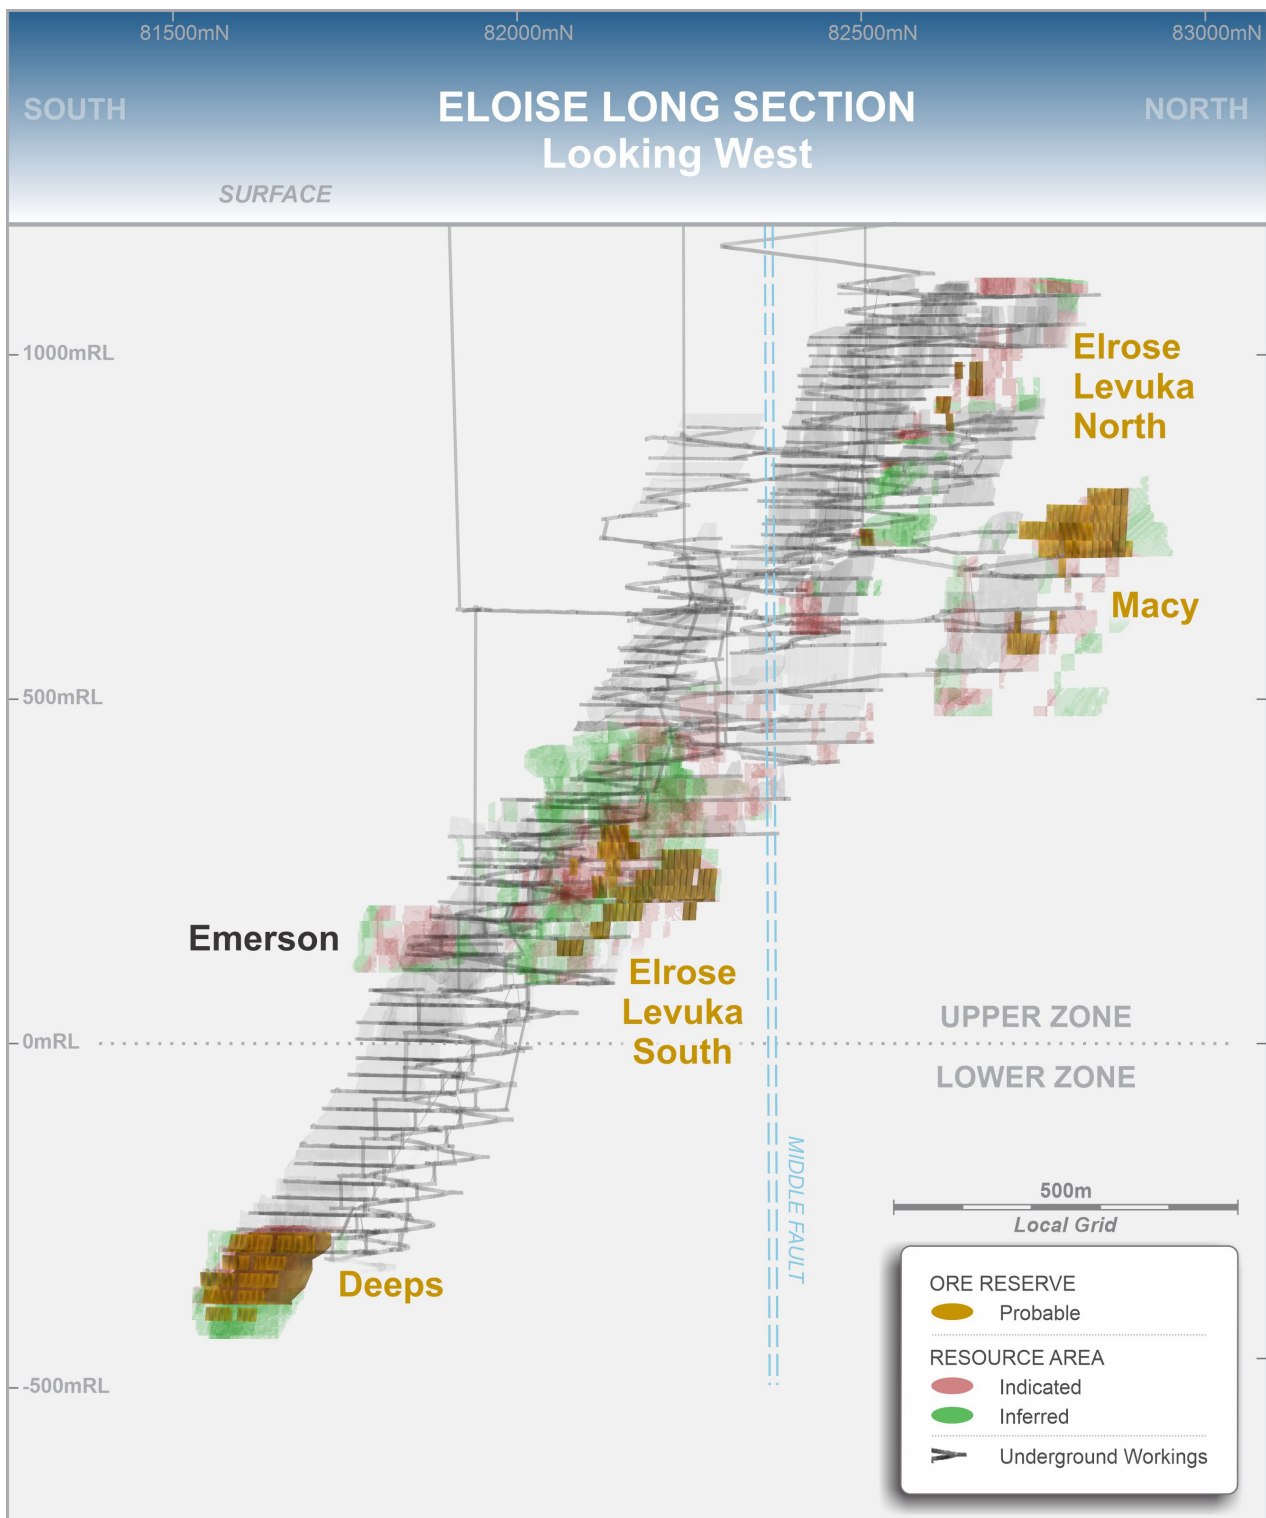 81500mN
82000mN
82500mN
83000mN
SOUTH
ELOISE LONG SECTION
NORTH
Looking West
SURFACE
1000mRL
Elrose
Levuka
North
Macy
500mRL
Emerson
Elrose
Levuka
South
UPPER ZONE
0mRL
LOWER ZONE
MIDDLE FAULT
500m
Local Grid
Deeps
ORE RESERVE
Probable
RESOURCE AREA
Indicated
Inferred
Underground Workings
-500mRL